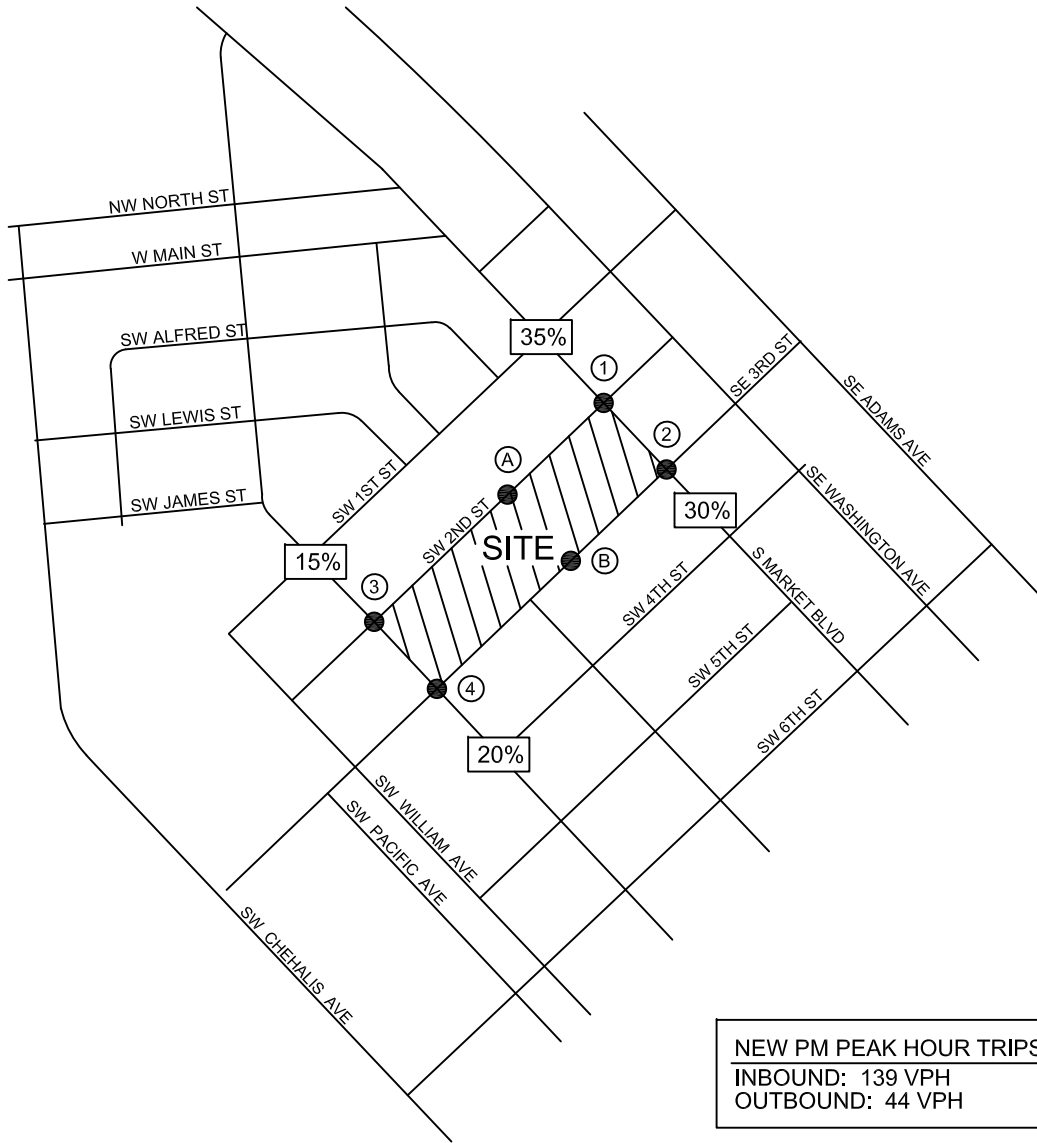 NW NORTH ST
W MAIN ST
SW ALFRED ST
35%
SE 3RD ST
SE ADAMS AVE
1
SW LEWIS ST
2
A
SW 1ST ST
SW JAMES ST
SE WASHINGTON AVE
30%
SW 2ND ST
SITE
15%
B
3
S MARKET BLVD
SW 4TH ST
SW 5TH ST
4
SW 6TH ST
20%
SW WILLIAM AVE
SW PACIFIC AVE
SW CHEHALIS AVE
NEW PM PEAK HOUR TRIPS
INBOUND: 139 VPH
OUTBOUND: 44 VPH